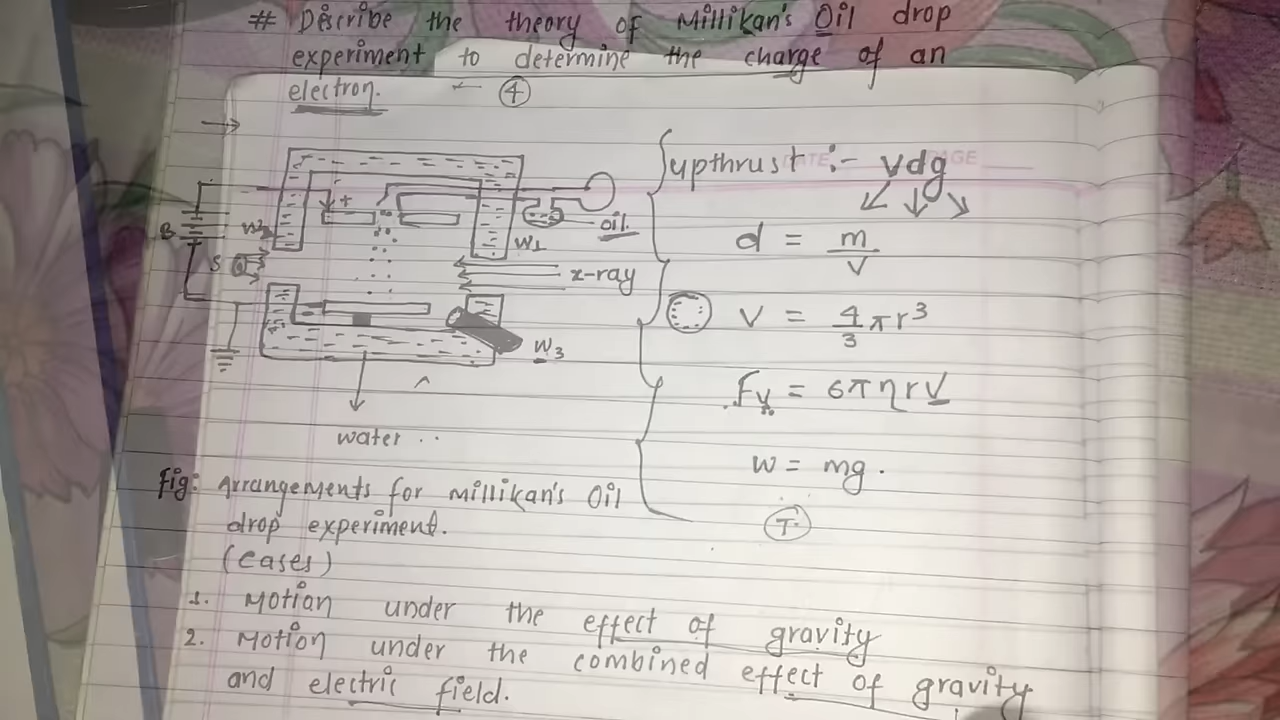 # Describe the theory of Millikan's Oil drop
experiment to determine the charge of an
electron. ← ④
→
Upthrust :- vdg
d = m/v
V = 4/3 πr³
Fv = 6πηrV
w = mg.
T
+
B
W2
S
W1
oil.
x-ray
W3
water ..
Fig: Arrangements for Millikan's Oil
drop experiment.
(Cases)
1. Motion under the effect of gravity
2. Motion under the combined effect of gravity
and electric field.